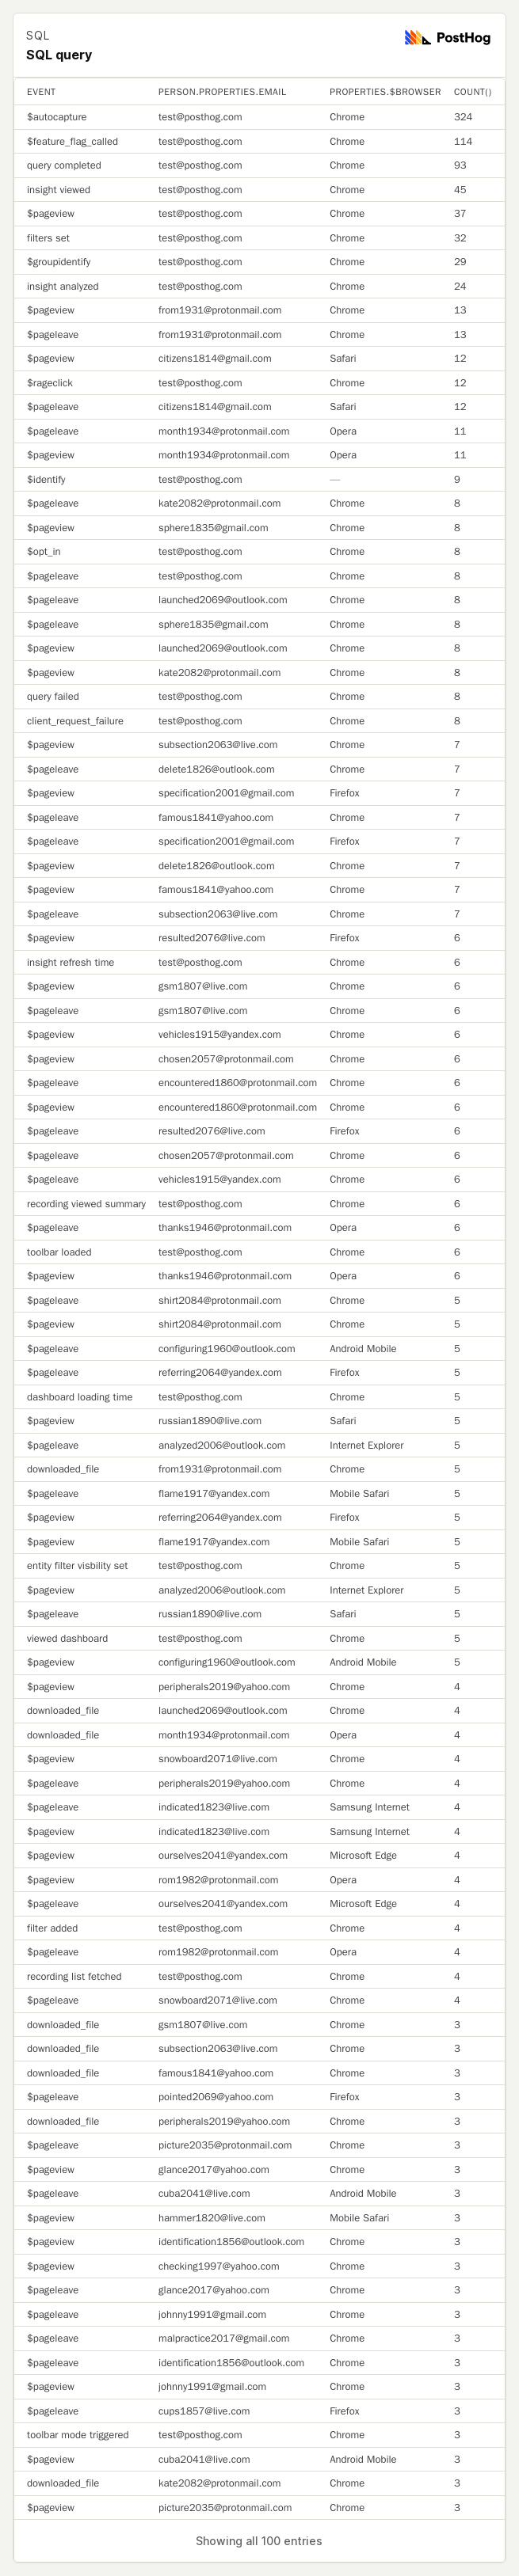 SQL
PostHog
SQL query
EVENT PERSON.PROPERTIES.EMAIL PROPERTIES.$BROWSER COUNT()
$autocapture test@posthog.com Chrome 324
$feature_flag_called test@posthog.com Chrome 114
query completed test@posthog.com Chrome 93
insight viewed test@posthog.com Chrome 45
$pageview test@posthog.com Chrome 37
filters set test@posthog.com Chrome 32
$groupidentify test@posthog.com Chrome 29
insight analyzed test@posthog.com Chrome 24
$pageview from1931@protonmail.com Chrome 13
$pageleave from1931@protonmail.com Chrome 13
$pageview citizens1814@gmail.com Safari 12
$rageclick test@posthog.com Chrome 12
$pageleave citizens1814@gmail.com Safari 12
$pageleave month1934@protonmail.com Opera 11
$pageview month1934@protonmail.com Opera 11
$identify test@posthog.com — 9
$pageleave kate2082@protonmail.com Chrome 8
$pageview sphere1835@gmail.com Chrome 8
$opt_in test@posthog.com Chrome 8
$pageleave test@posthog.com Chrome 8
$pageleave launched2069@outlook.com Chrome 8
$pageleave sphere1835@gmail.com Chrome 8
$pageview launched2069@outlook.com Chrome 8
$pageview kate2082@protonmail.com Chrome 8
query failed test@posthog.com Chrome 8
client_request_failure test@posthog.com Chrome 8
$pageview subsection2063@live.com Chrome 7
$pageleave delete1826@outlook.com Chrome 7
$pageview specification2001@gmail.com Firefox 7
$pageleave famous1841@yahoo.com Chrome 7
$pageleave specification2001@gmail.com Firefox 7
$pageview delete1826@outlook.com Chrome 7
$pageview famous1841@yahoo.com Chrome 7
$pageleave subsection2063@live.com Chrome 7
$pageview resulted2076@live.com Firefox 6
insight refresh time test@posthog.com Chrome 6
$pageview gsm1807@live.com Chrome 6
$pageleave gsm1807@live.com Chrome 6
$pageview vehicles1915@yandex.com Chrome 6
$pageview chosen2057@protonmail.com Chrome 6
$pageleave encountered1860@protonmail.com Chrome 6
$pageview encountered1860@protonmail.com Chrome 6
$pageleave resulted2076@live.com Firefox 6
$pageleave chosen2057@protonmail.com Chrome 6
$pageleave vehicles1915@yandex.com Chrome 6
recording viewed summary test@posthog.com Chrome 6
$pageleave thanks1946@protonmail.com Opera 6
toolbar loaded test@posthog.com Chrome 6
$pageview thanks1946@protonmail.com Opera 6
$pageleave shirt2084@protonmail.com Chrome 5
$pageview shirt2084@protonmail.com Chrome 5
$pageleave configuring1960@outlook.com Android Mobile 5
$pageleave referring2064@yandex.com Firefox 5
dashboard loading time test@posthog.com Chrome 5
$pageview russian1890@live.com Safari 5
$pageleave analyzed2006@outlook.com Internet Explorer 5
downloaded_file from1931@protonmail.com Chrome 5
$pageleave flame1917@yandex.com Mobile Safari 5
$pageview referring2064@yandex.com Firefox 5
$pageview flame1917@yandex.com Mobile Safari 5
entity filter visbility set test@posthog.com Chrome 5
$pageview analyzed2006@outlook.com Internet Explorer 5
$pageleave russian1890@live.com Safari 5
viewed dashboard test@posthog.com Chrome 5
$pageview configuring1960@outlook.com Android Mobile 5
$pageview peripherals2019@yahoo.com Chrome 4
downloaded_file launched2069@outlook.com Chrome 4
downloaded_file month1934@protonmail.com Opera 4
$pageview snowboard2071@live.com Chrome 4
$pageleave peripherals2019@yahoo.com Chrome 4
$pageleave indicated1823@live.com Samsung Internet 4
$pageview indicated1823@live.com Samsung Internet 4
$pageview ourselves2041@yandex.com Microsoft Edge 4
$pageview rom1982@protonmail.com Opera 4
$pageleave ourselves2041@yandex.com Microsoft Edge 4
filter added test@posthog.com Chrome 4
$pageleave rom1982@protonmail.com Opera 4
recording list fetched test@posthog.com Chrome 4
$pageleave snowboard2071@live.com Chrome 4
downloaded_file gsm1807@live.com Chrome 3
downloaded_file subsection2063@live.com Chrome 3
downloaded_file famous1841@yahoo.com Chrome 3
$pageleave pointed2069@yahoo.com Firefox 3
downloaded_file peripherals2019@yahoo.com Chrome 3
$pageleave picture2035@protonmail.com Chrome 3
$pageview glance2017@yahoo.com Chrome 3
$pageleave cuba2041@live.com Android Mobile 3
$pageview hammer1820@live.com Mobile Safari 3
$pageview identification1856@outlook.com Chrome 3
$pageview checking1997@yahoo.com Chrome 3
$pageleave glance2017@yahoo.com Chrome 3
$pageleave johnny1991@gmail.com Chrome 3
$pageleave malpractice2017@gmail.com Chrome 3
$pageleave identification1856@outlook.com Chrome 3
$pageview johnny1991@gmail.com Chrome 3
$pageleave cups1857@live.com Firefox 3
toolbar mode triggered test@posthog.com Chrome 3
$pageview cuba2041@live.com Android Mobile 3
downloaded_file kate2082@protonmail.com Chrome 3
$pageview picture2035@protonmail.com Chrome 3
Showing all 100 entries